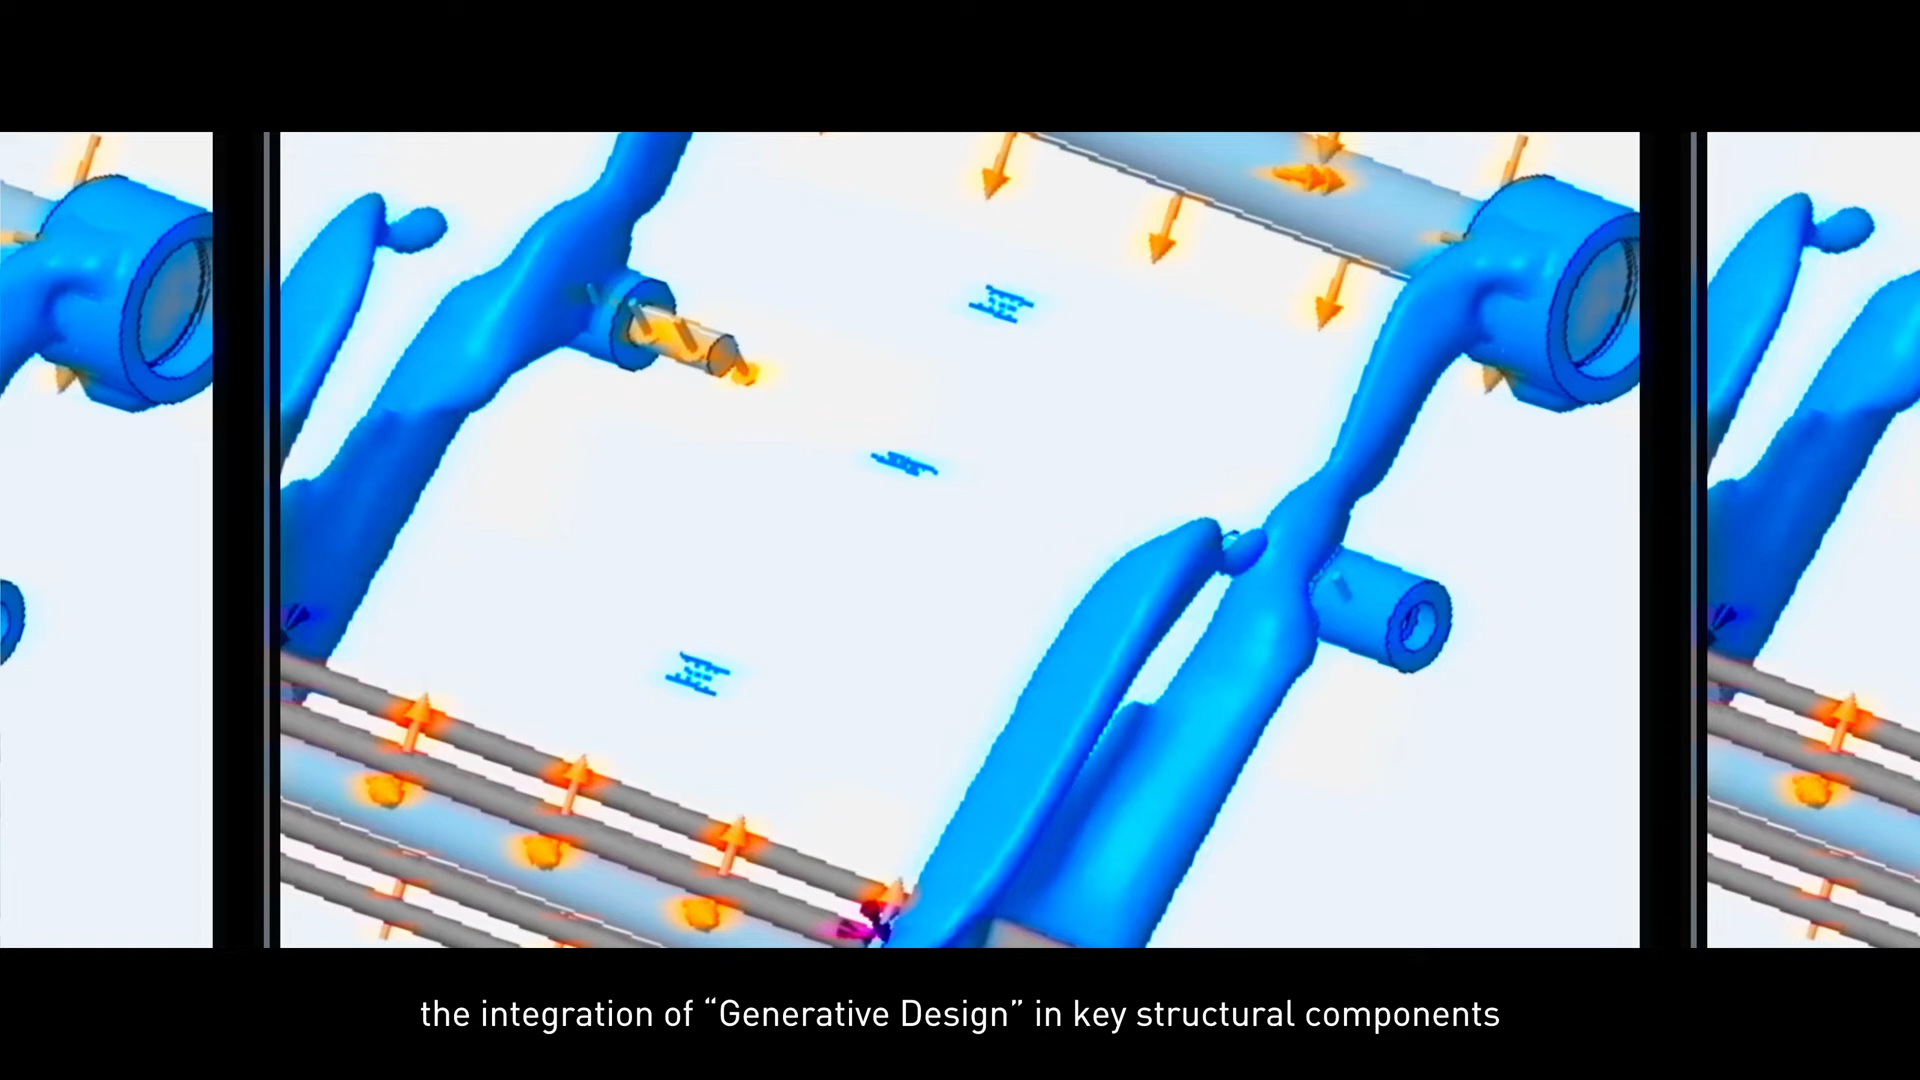 the integration of “Generative Design” in key structural components